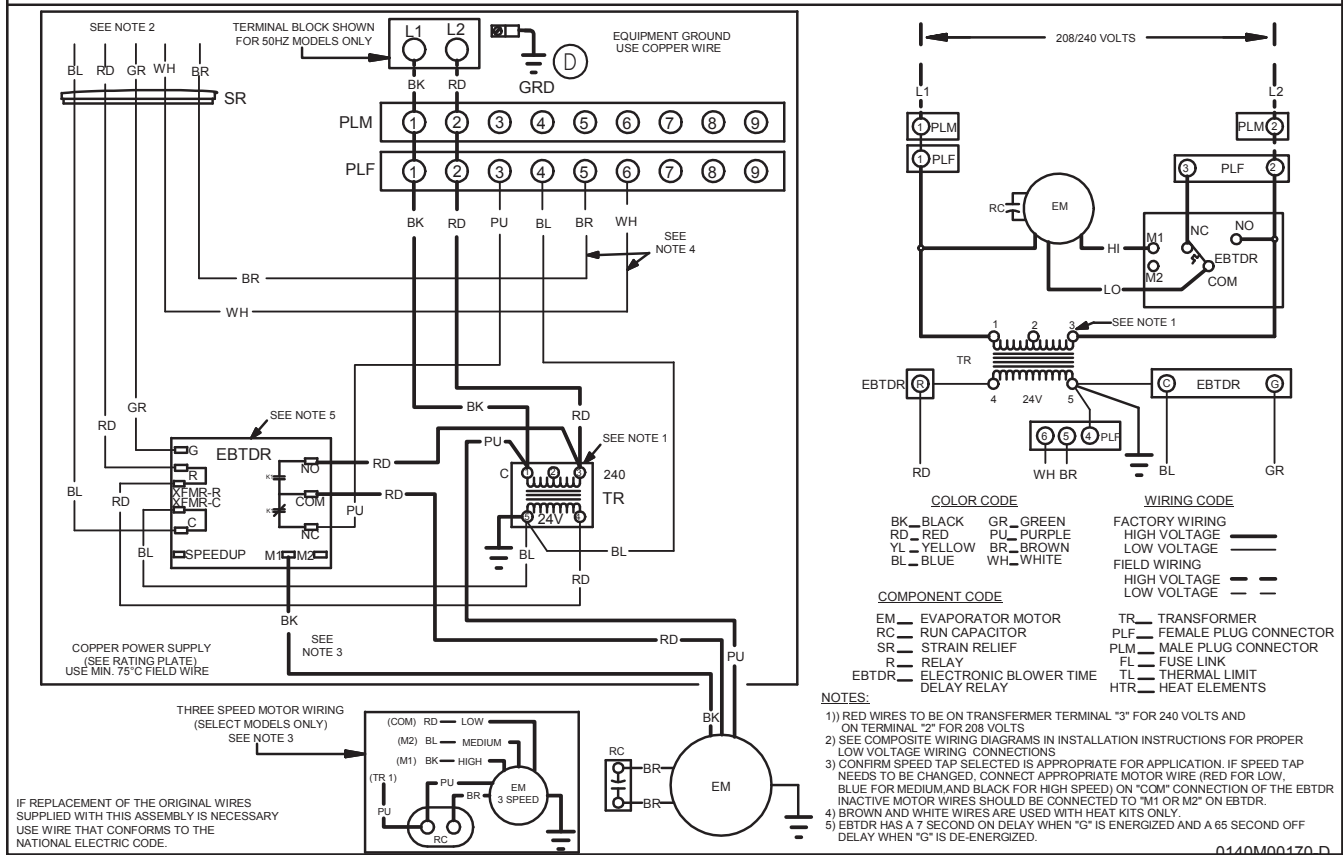 SEE NOTE 2
TERMINAL BLOCK SHOWN
FOR 50HZ MODELS ONLY
L1 L2
EQUIPMENT GROUND
USE COPPER WIRE
D
GRD
BL RD GR WH BR
SR
BK RD
PLM 1 2 3 4 5 6 7 8 9
PLF 1 2 3 4 5 6 7 8 9
BK RD PU BL BR WH
SEE
NOTE 4
BR
WH
BK
RD
GR
RD
BL
SEE NOTE 5
EBTDR
G
R
XFMR-R
XFMR-C
C
SPEEDUP
M1
M2
K1
K1
NO
COM
NC
RD
RD
PU
PU
SEE NOTE 1
C 1 2 3 240
TR
5 24V 4
RD
BL
BL
BL
RD
BK
SEE
NOTE 3
RD
PU
BK
COPPER POWER SUPPLY
(SEE RATING PLATE)
USE MIN. 75°C FIELD WIRE
THREE SPEED MOTOR WIRING
(SELECT MODELS ONLY)
SEE NOTE 3
(COM) RD LOW
(M2) BL MEDIUM
(M1) BK HIGH
(TR 1)
PU
PU
BR
EM
3 SPEED
RC
RC
BR
BR
EM
IF REPLACEMENT OF THE ORIGINAL WIRES
SUPPLIED WITH THIS ASSEMBLY IS NECESSARY
USE WIRE THAT CONFORMS TO THE
NATIONAL ELECTRIC CODE.
208/240 VOLTS
L1 L2
1 PLM
PLM 2
1 PLF
3 PLF 2
RC
EM
HI
LO
M1
M2
NC
NO
EBTDR
COM
1 2 3
SEE NOTE 1
TR
4 24V 5
EBTDR R
C EBTDR G
6 5 4 PLF
RD
WH BR
BL
GR
COLOR CODE
BK BLACK GR GREEN
RD RED PU PURPLE
YL YELLOW BR BROWN
BL BLUE WH WHITE
WIRING CODE
FACTORY WIRING
HIGH VOLTAGE
LOW VOLTAGE
FIELD WIRING
HIGH VOLTAGE
LOW VOLTAGE
COMPONENT CODE
EM EVAPORATOR MOTOR
RC RUN CAPACITOR
SR STRAIN RELIEF
R RELAY
EBTDR ELECTRONIC BLOWER TIME
DELAY RELAY
TR TRANSFORMER
PLF FEMALE PLUG CONNECTOR
PLM MALE PLUG CONNECTOR
FL FUSE LINK
TL THERMAL LIMIT
HTR HEAT ELEMENTS
NOTES:
1)) RED WIRES TO BE ON TRANSFERMER TERMINAL "3" FOR 240 VOLTS AND
ON TERMINAL "2" FOR 208 VOLTS
2) SEE COMPOSITE WIRING DIAGRAMS IN INSTALLATION INSTRUCTIONS FOR PROPER
LOW VOLTAGE WIRING CONNECTIONS
3) CONFIRM SPEED TAP SELECTED IS APPROPRIATE FOR APPLICATION. IF SPEED TAP
NEEDS TO BE CHANGED, CONNECT APPROPRIATE MOTOR WIRE (RED FOR LOW,
BLUE FOR MEDIUM,AND BLACK FOR HIGH SPEED) ON "COM" CONNECTION OF THE EBTDR
INACTIVE MOTOR WIRES SHOULD BE CONNECTED TO "M1 OR M2" ON EBTDR.
4) BROWN AND WHITE WIRES ARE USED WITH HEAT KITS ONLY.
5) EBTDR HAS A 7 SECOND ON DELAY WHEN "G" IS ENERGIZED AND A 65 SECOND OFF
DELAY WHEN "G" IS DE-ENERGIZED.
0140M00170-D